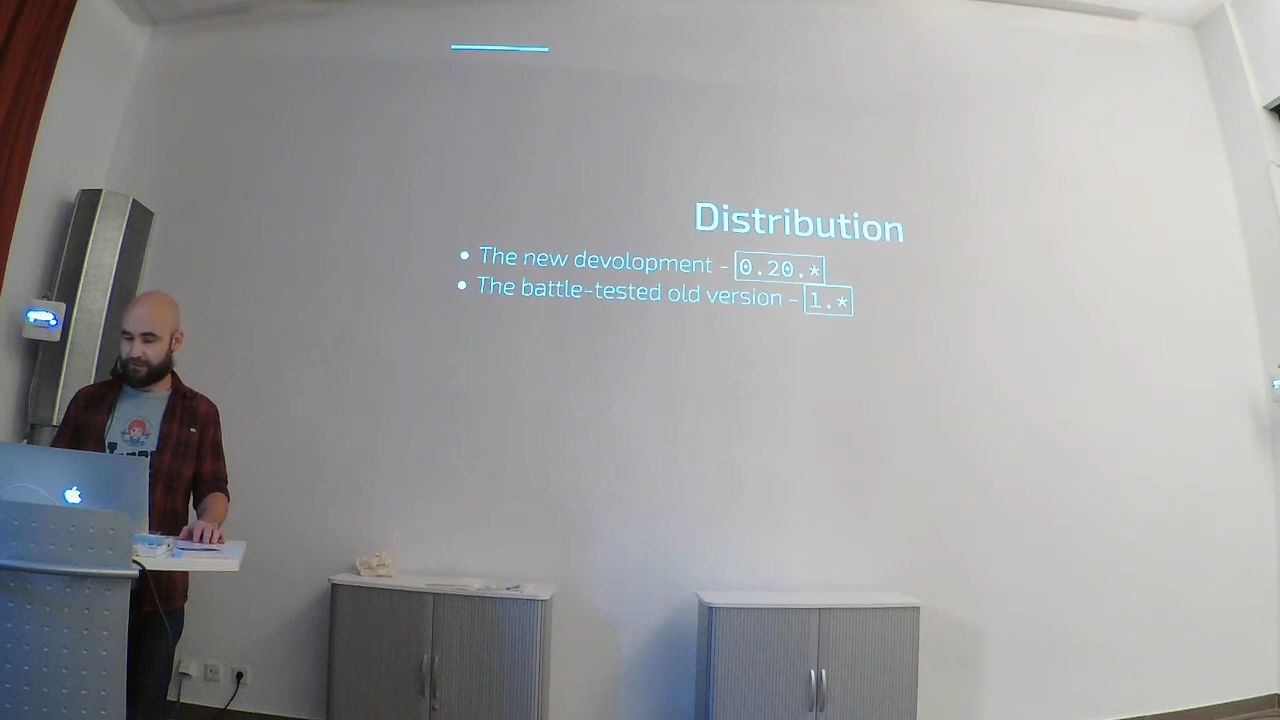 Distribution
The new devolopment - 0.20.*
The battle-tested old version - 1.*